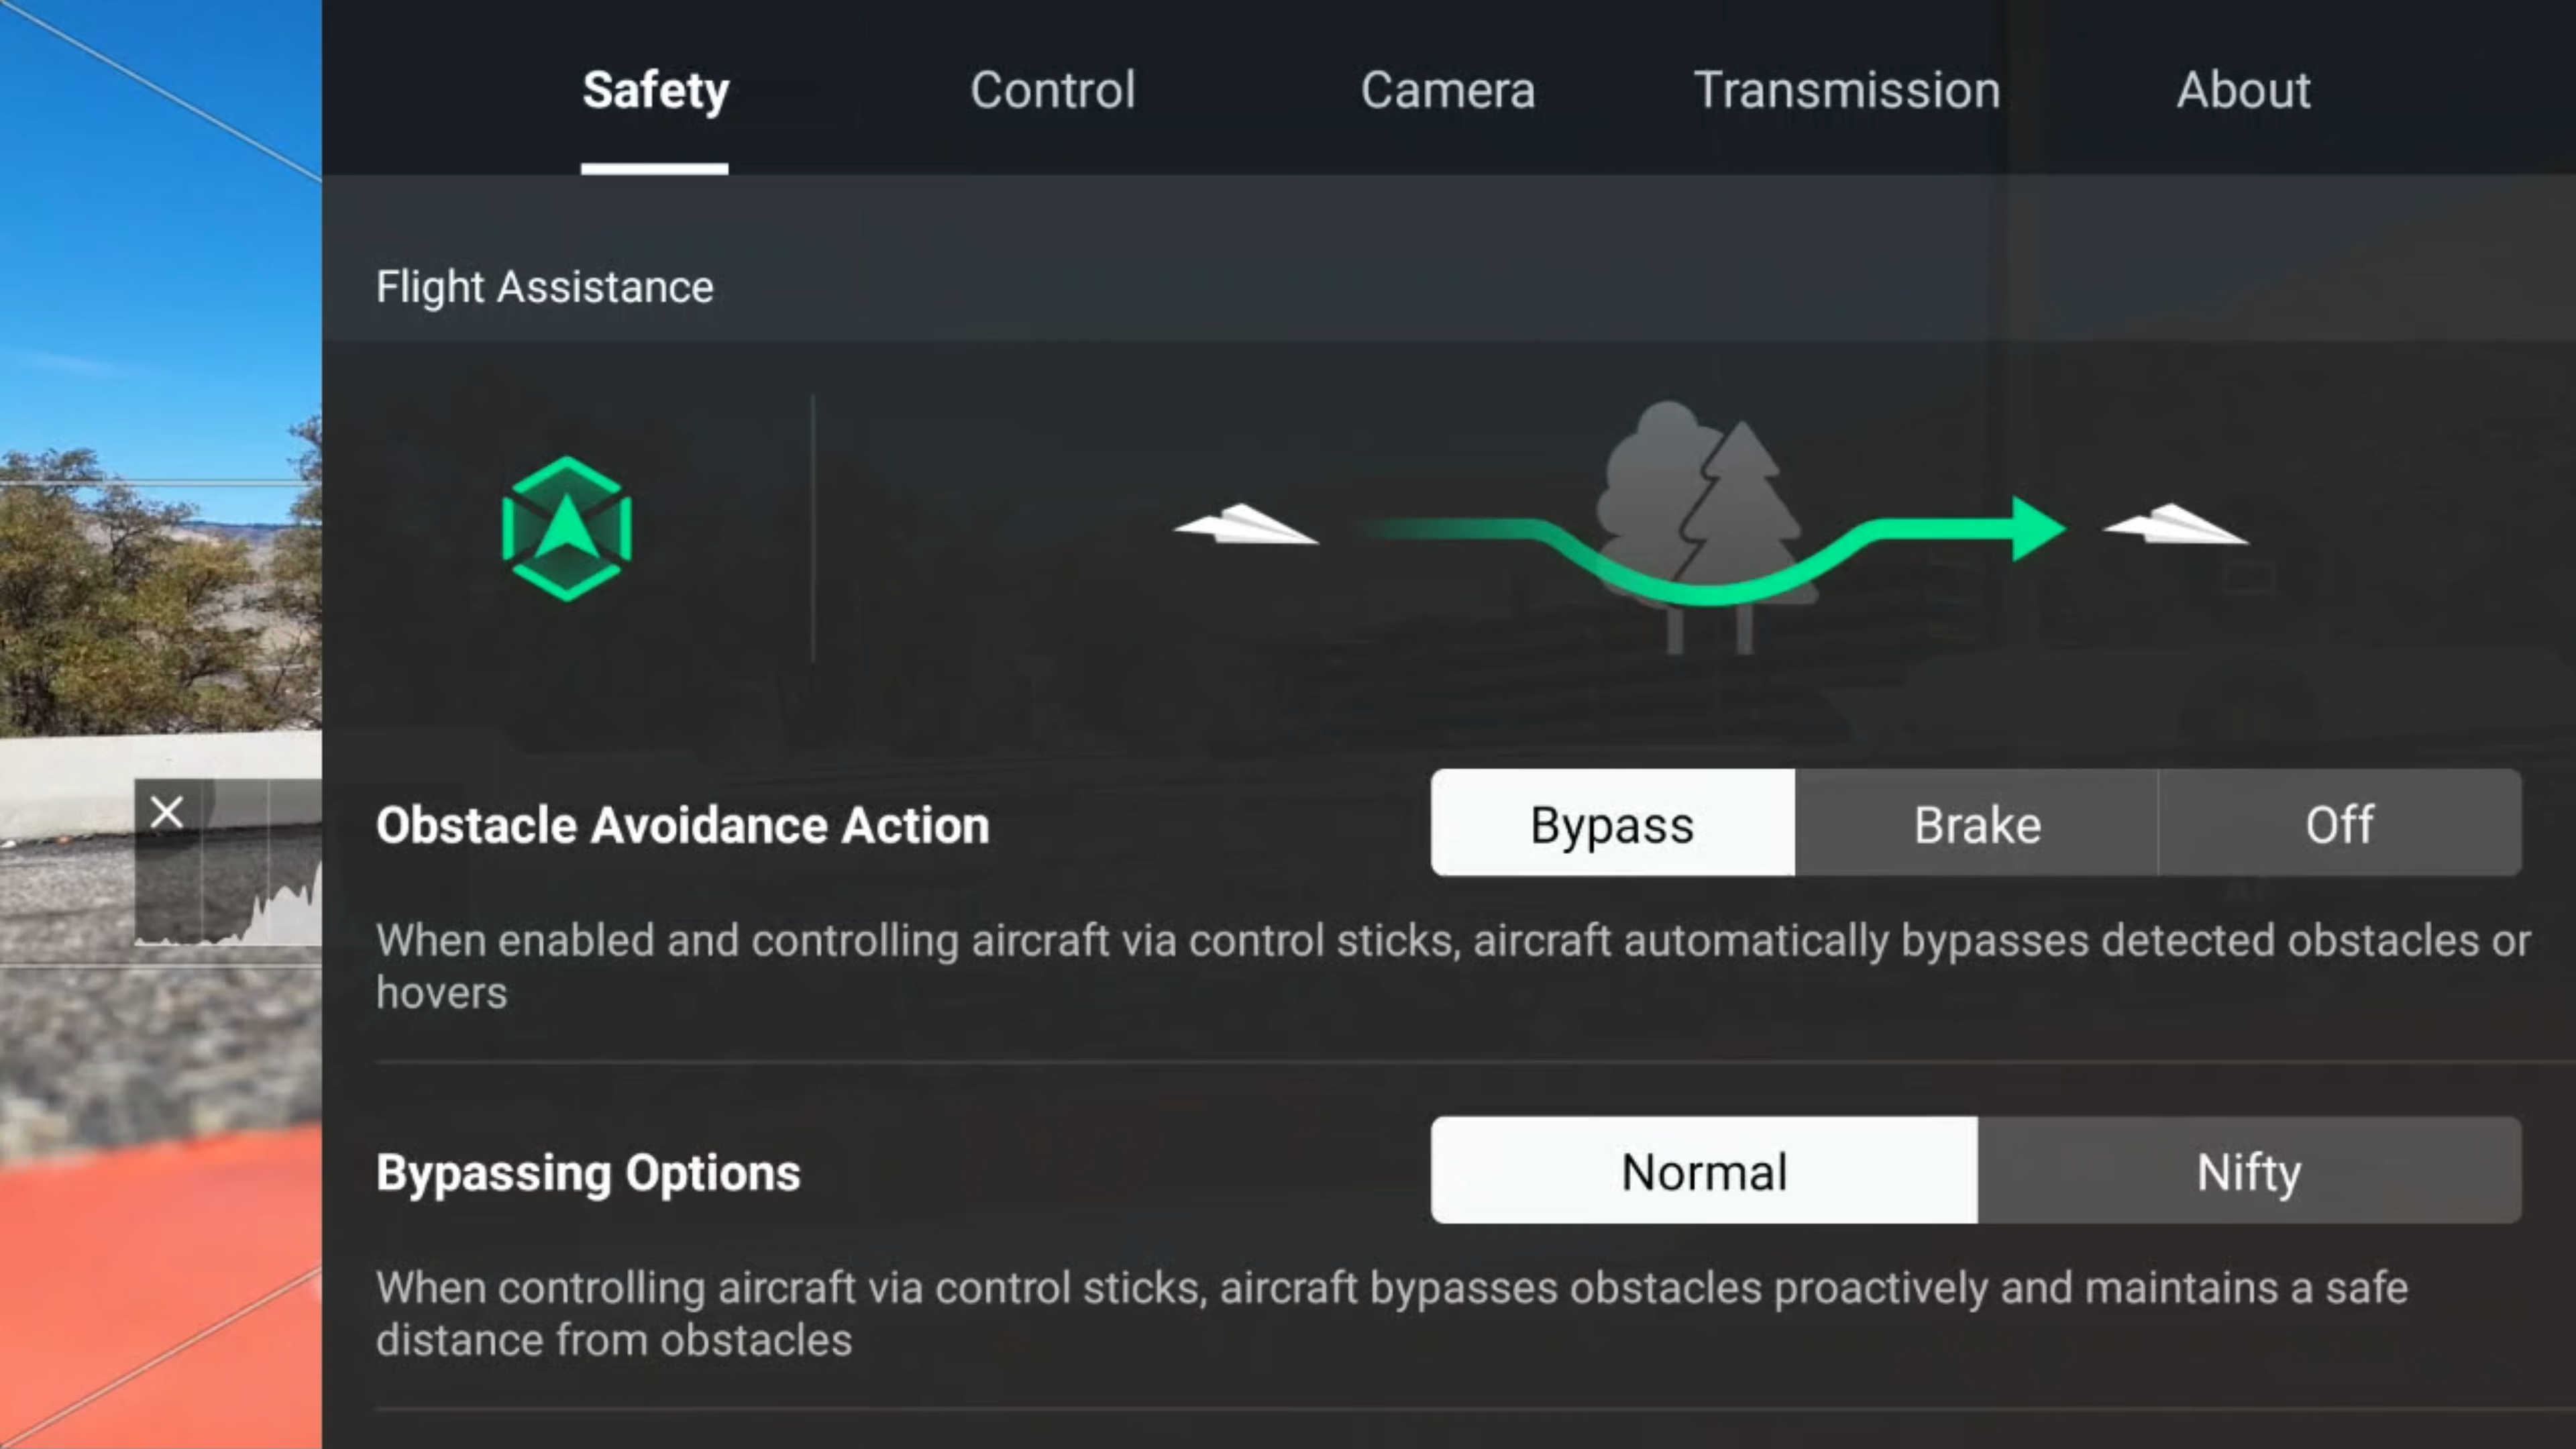 Safety Control Camera Transmission About
Flight Assistance
Obstacle Avoidance Action Bypass Brake Off
When enabled and controlling aircraft via control sticks, aircraft automatically bypasses detected obstacles or
hovers
Bypassing Options Normal Nifty
When controlling aircraft via control sticks, aircraft bypasses obstacles proactively and maintains a safe
distance from obstacles